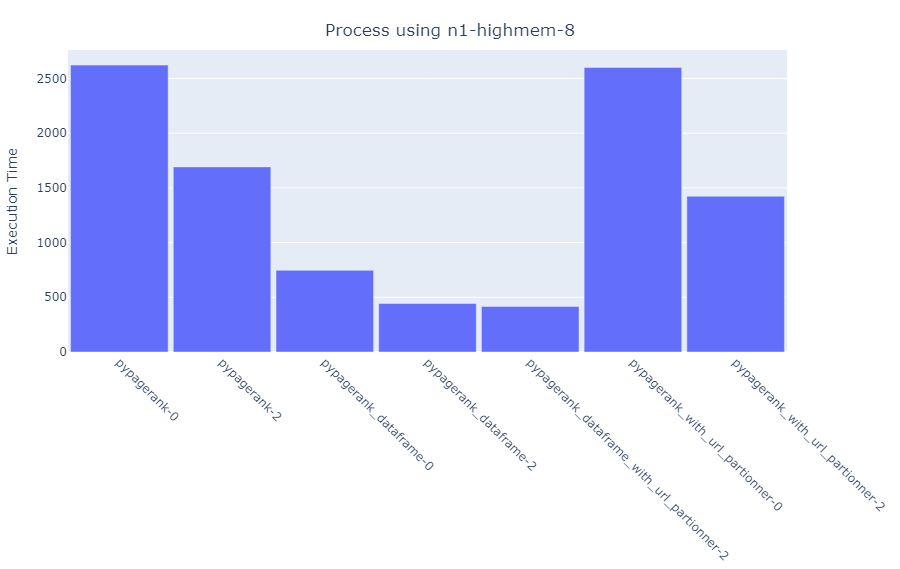 Process using n1-highmem-8
Execution Time
2500
2000
1500
1000
500
0
pypagerank-0
pypagerank-2
pypagerank_dataframe-0
pypagerank_dataframe-2
pypagerank_dataframe_with_url_partionner-2
pypagerank_with_url_partionner-0
pypagerank_with_url_partionner-2